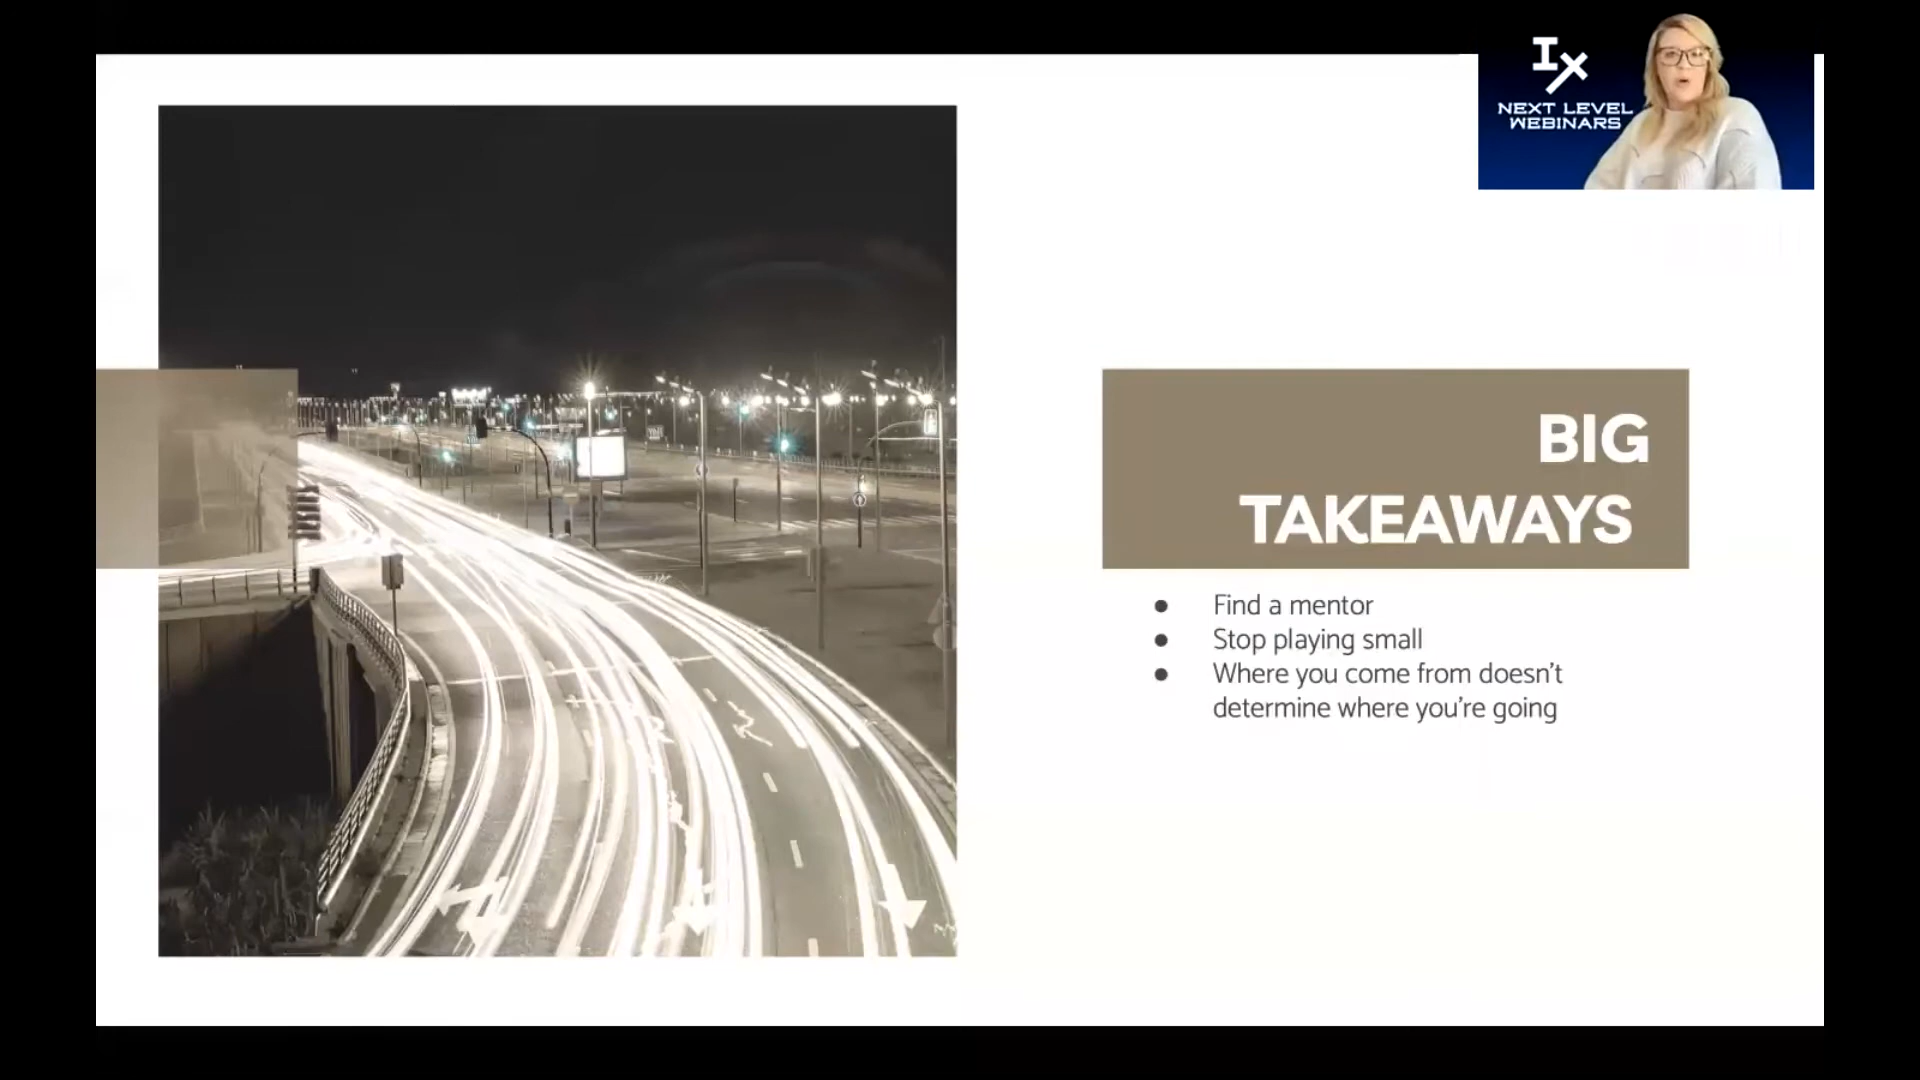 IX
NEXT LEVEL
WEBINARS
BIG
TAKEAWAYS
● Find a mentor
● Stop playing small
● Where you come from doesn't
determine where you're going